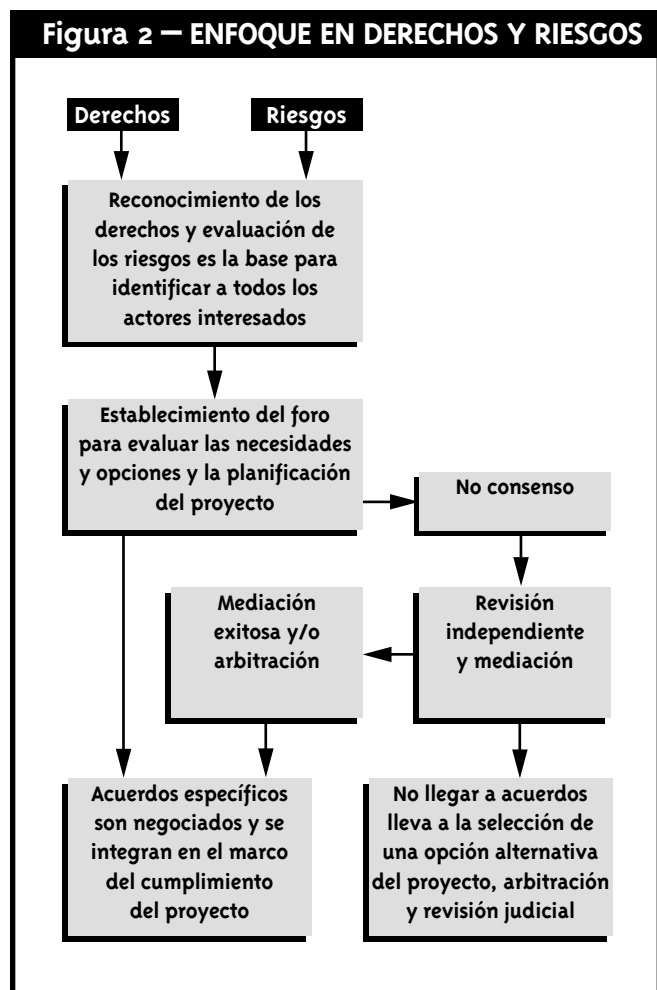 Figura 2 — ENFOQUE EN DERECHOS Y RIESGOS
Derechos
Riesgos
Reconocimiento de los
derechos y evaluación de
los riesgos es la base para
identificar a todos los
actores interesados
Establecimiento del foro
para evaluar las necesidades
y opciones y la planificación
del proyecto
No consenso
Mediación
exitosa y/o
arbitración
Revisión
independiente
y mediación
Acuerdos específicos
son negociados y se
integran en el marco
del cumplimiento
del proyecto
No llegar a acuerdos
lleva a la selección de
una opción alternativa
del proyecto, arbitración
y revisión judicial